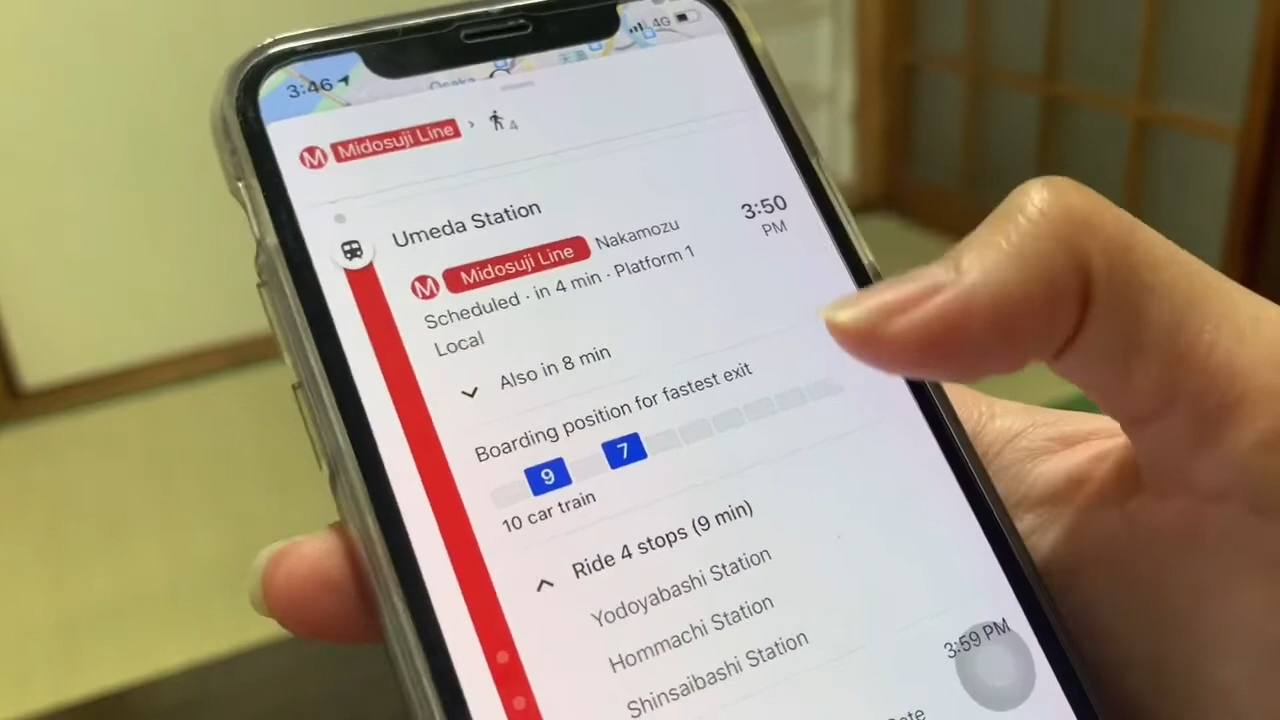 3:46
4G
Osaka
M Midosuji Line > 4
Umeda Station
3:50
PM
M Midosuji Line Nakamozu
Scheduled · in 4 min · Platform 1
Local
Also in 8 min
Boarding position for fastest exit
9 7
10 car train
Ride 4 stops (9 min)
Yodoyabashi Station
Hommachi Station
Shinsaibashi Station
3:59 PM